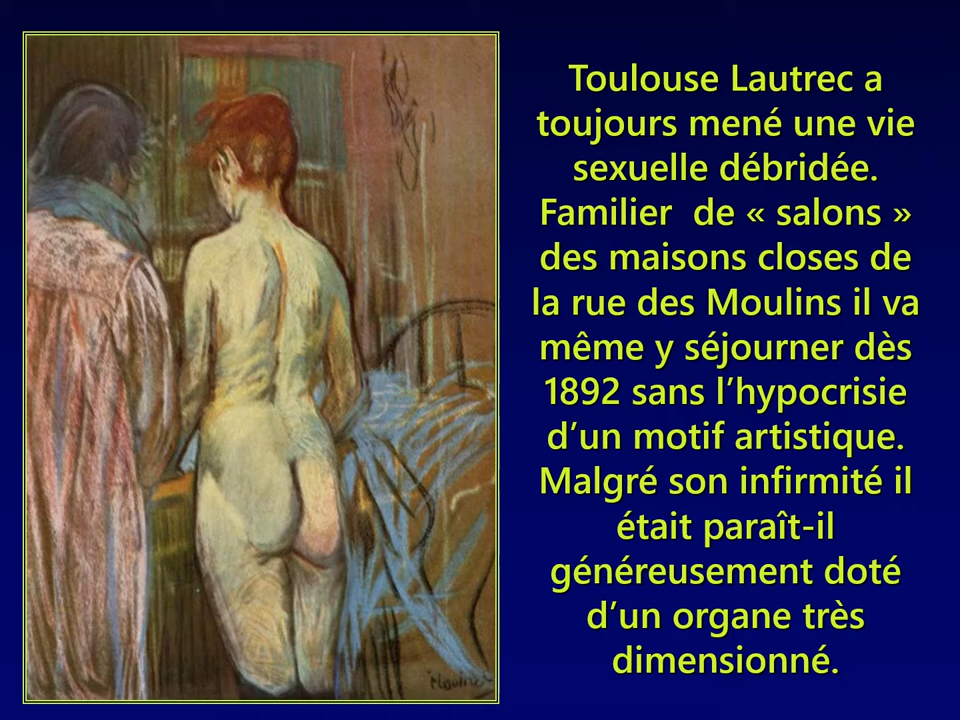 Toulouse Lautrec a
toujours mené une vie
sexuelle débridée.
Familier  de « salons »
des maisons closes de
la rue des Moulins il va
même y séjourner dès
1892 sans l’hypocrisie
d’un motif artistique.
Malgré son infirmité il
était paraît-il
généreusement doté
d’un organe très
dimensionné.